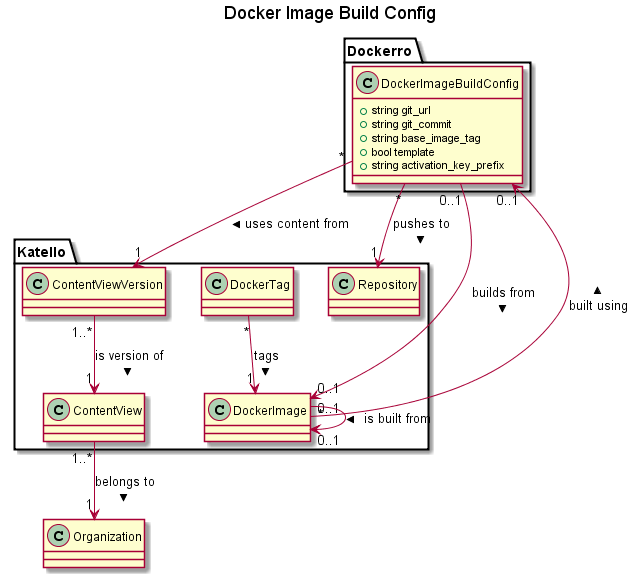 Docker Image Build Config
Dockerro
C DockerImageBuildConfig
string git_url
string git_commit
string base_image_tag
bool template
string activation_key_prefix
* * 0..1 0..1
uses content from
pushes to
1 1
Katello
C ContentViewVersion
C DockerTag
C Repository
builds from
built using
1..* *
is version of
tags
1 1 0..1
C ContentView
C DockerImage
0..1
is built from
0..1
1..*
belongs to
1
C Organization